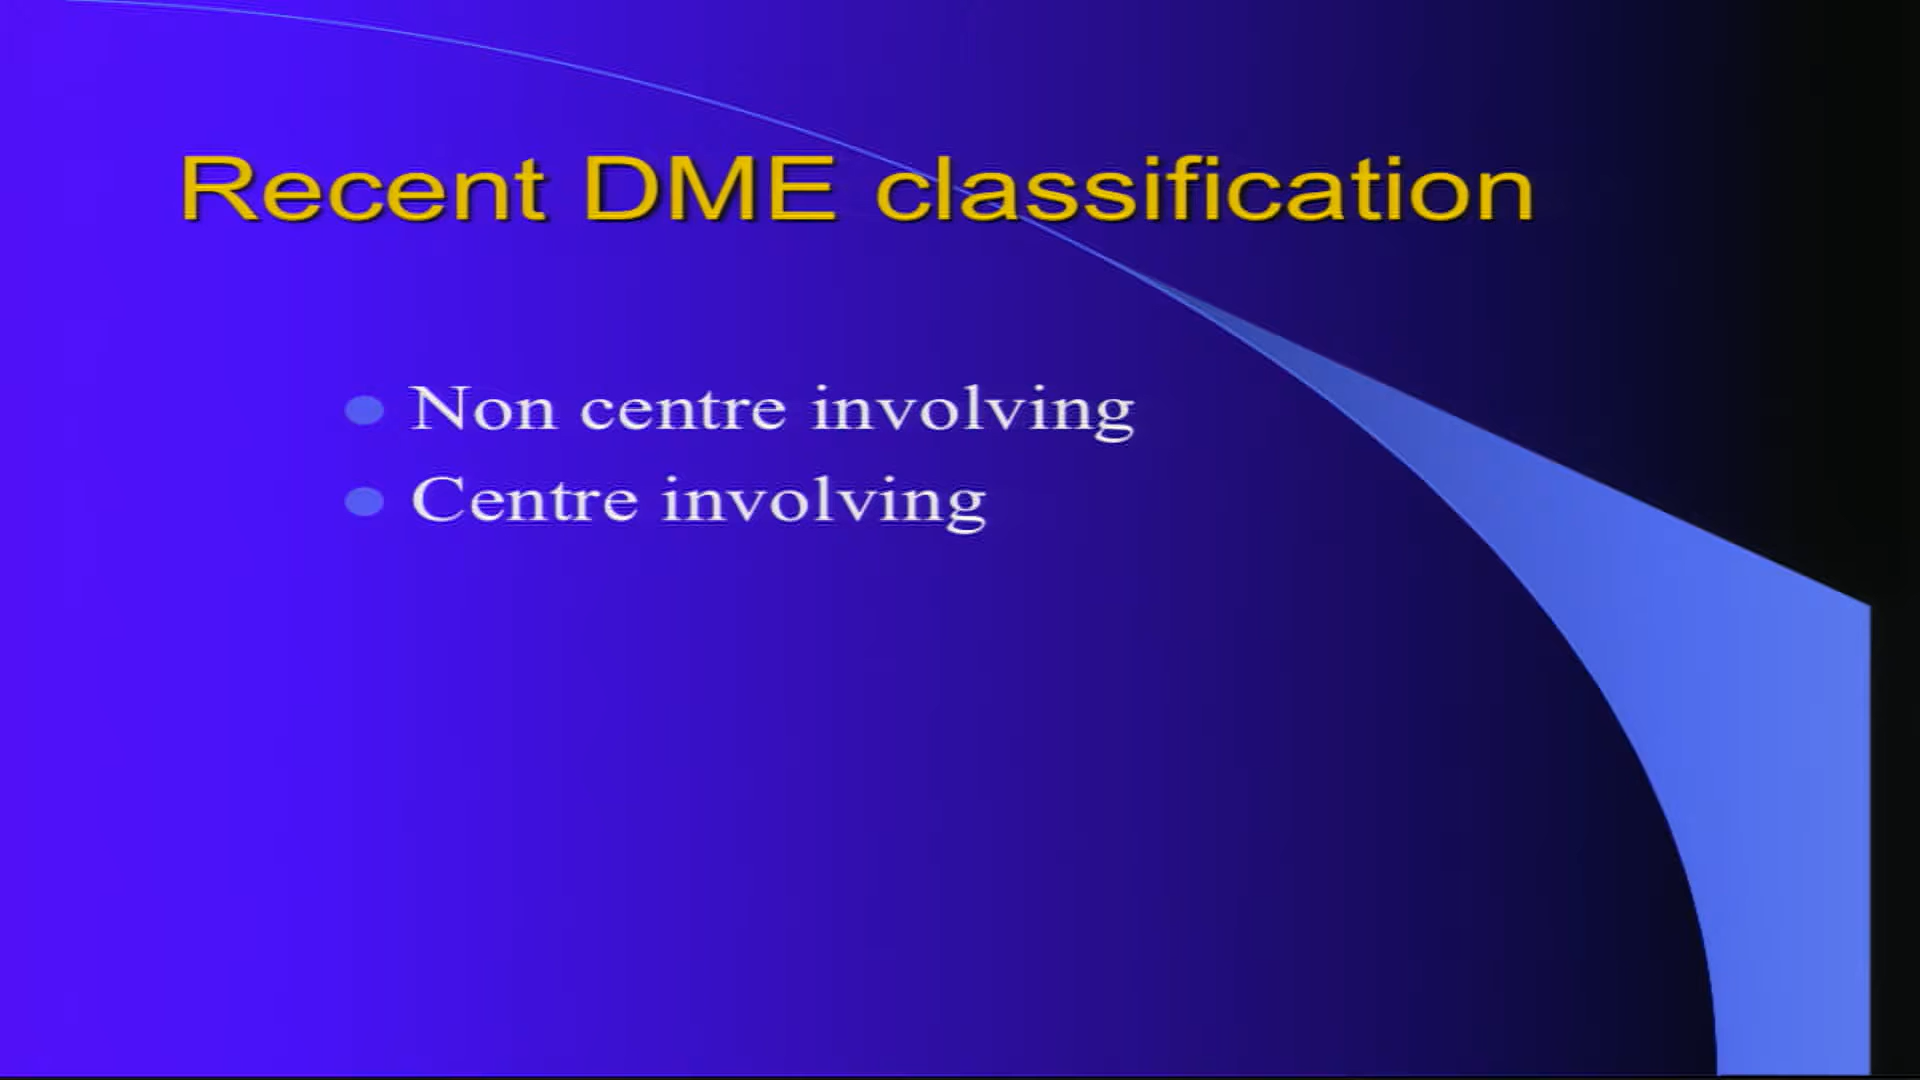 Recent DME classification
Non centre involving
Centre involving